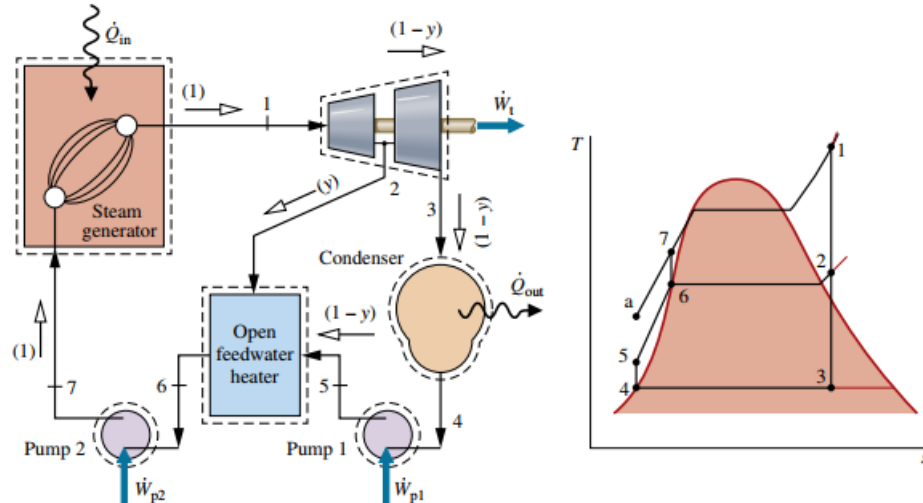 Q̇in
(1 – y)
(1)
1
Ẇt
2
(y)
3
(1 – y)
Steam
generator
Condenser
Q̇out
(1)
(1 – y)
Open
feedwater
heater
7
6
5
4
Pump 2
Pump 1
Ẇp2
Ẇp1
T
1
7
2
6
a
5
4
3